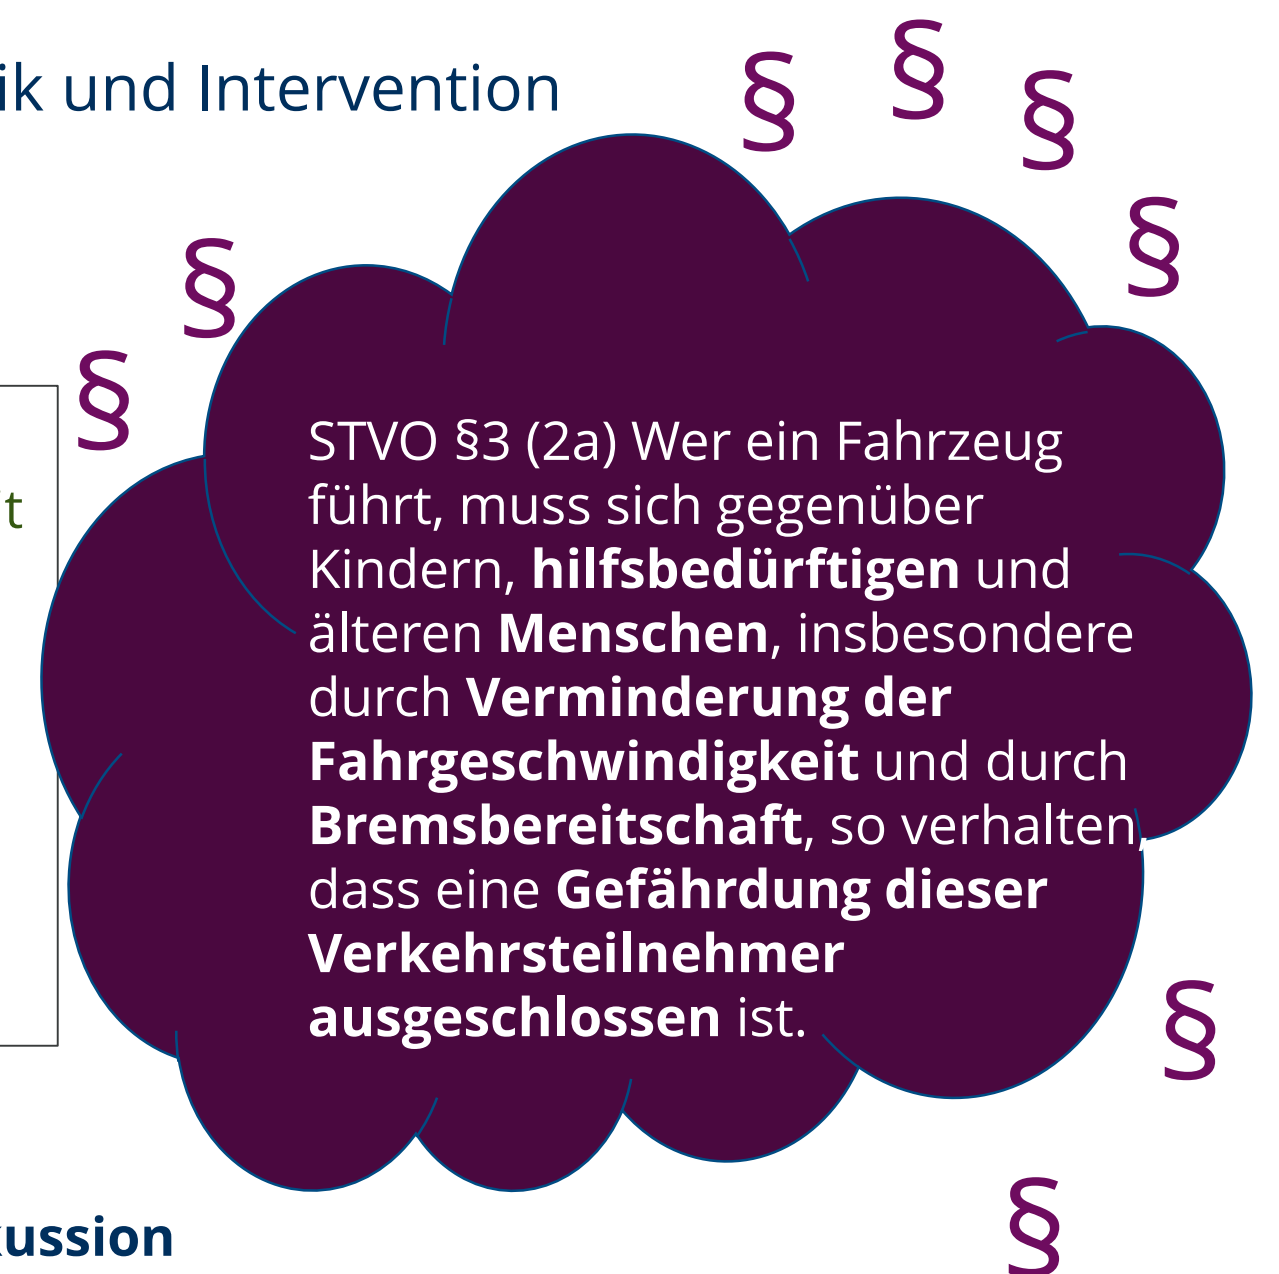 ik und Intervention
§
§
§
§
§
§
t
STVO §3 (2a) Wer ein Fahrzeug
führt, muss sich gegenüber
Kindern, hilfsbedürftigen und
älteren Menschen, insbesondere
durch Verminderung der
Fahrgeschwindigkeit und durch
Bremsbereitschaft, so verhalten,
dass eine Gefährdung dieser
Verkehrsteilnehmer
ausgeschlossen ist.
§
§
ussion